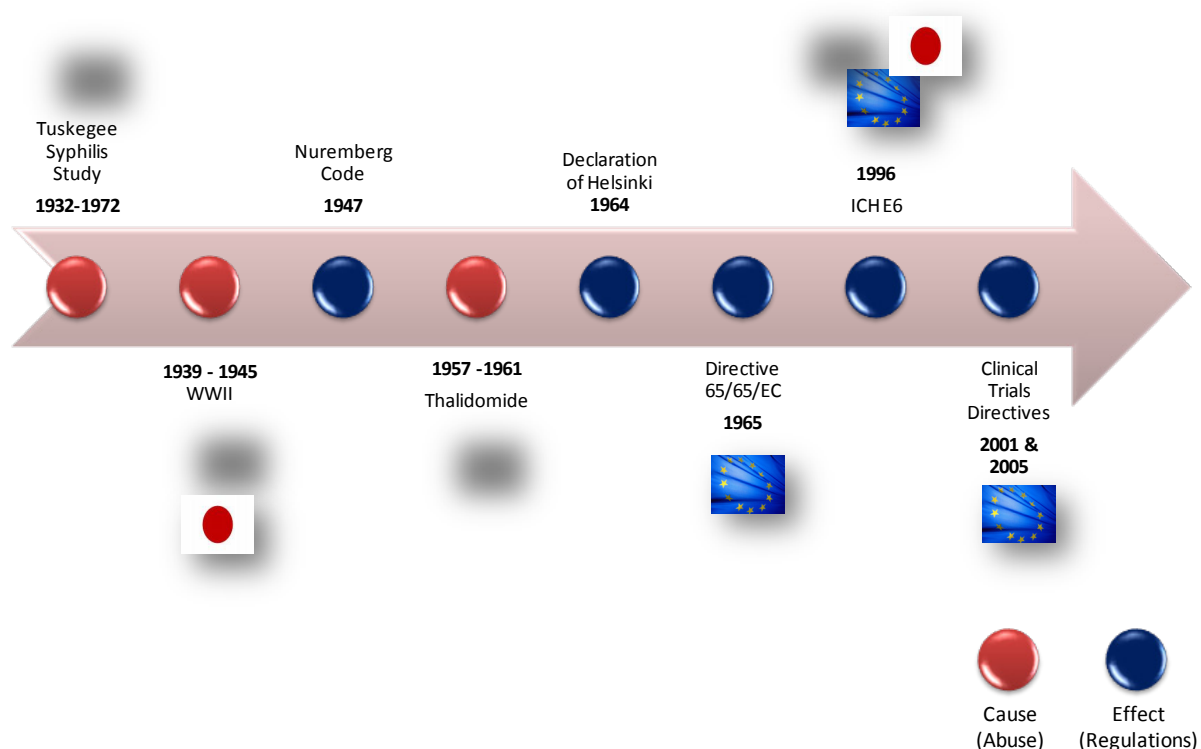 Tuskegee
Syphilis
Study
1932-1972
1939 - 1945
WWII
Nuremberg
Code
1947
1957 -1961
Thalidomide
Declaration
of Helsinki
1964
Directive
65/65/EC
1965
1996
ICH E6
Clinical
Trials
Directives
2001 &
2005
Cause
(Abuse)
Effect
(Regulations)